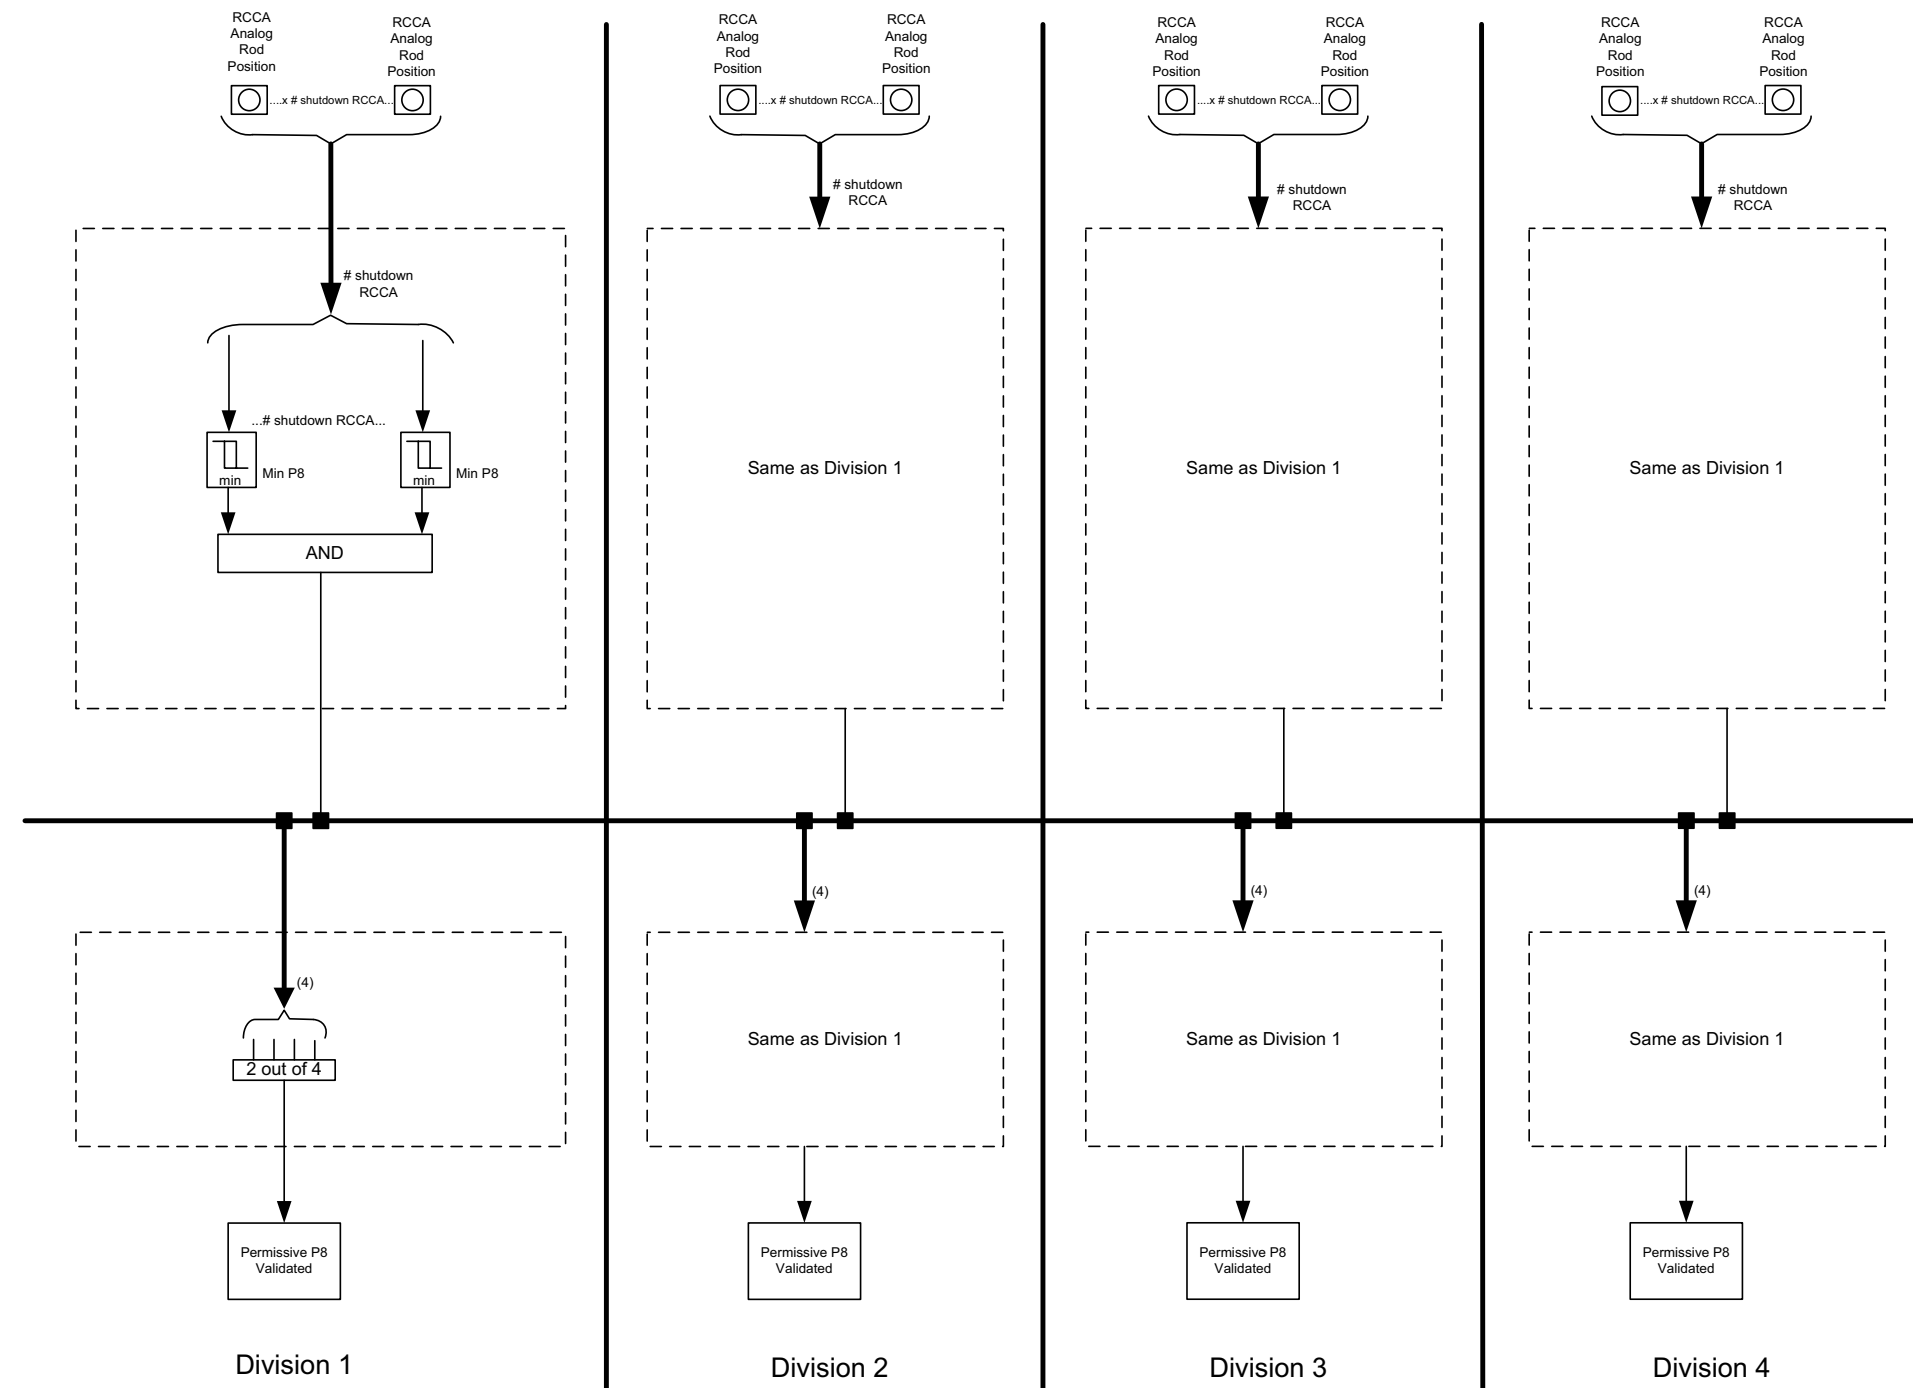 RCCA
Analog
Rod
Position
RCCA
Analog
Rod
Position
....x # shutdown RCCA...
# shutdown
RCCA
...# shutdown RCCA...
min
Min P8
min
Min P8
AND
(4)
2 out of 4
Permissive P8
Validated
Division 1
RCCA
Analog
Rod
Position
RCCA
Analog
Rod
Position
....x # shutdown RCCA...
# shutdown
RCCA
Same as Division 1
(4)
Same as Division 1
Permissive P8
Validated
Division 2
RCCA
Analog
Rod
Position
RCCA
Analog
Rod
Position
....x # shutdown RCCA...
# shutdown
RCCA
Same as Division 1
(4)
Same as Division 1
Permissive P8
Validated
Division 3
RCCA
Analog
Rod
Position
RCCA
Analog
Rod
Position
....x # shutdown RCCA...
# shutdown
RCCA
Same as Division 1
(4)
Same as Division 1
Permissive P8
Validated
Division 4